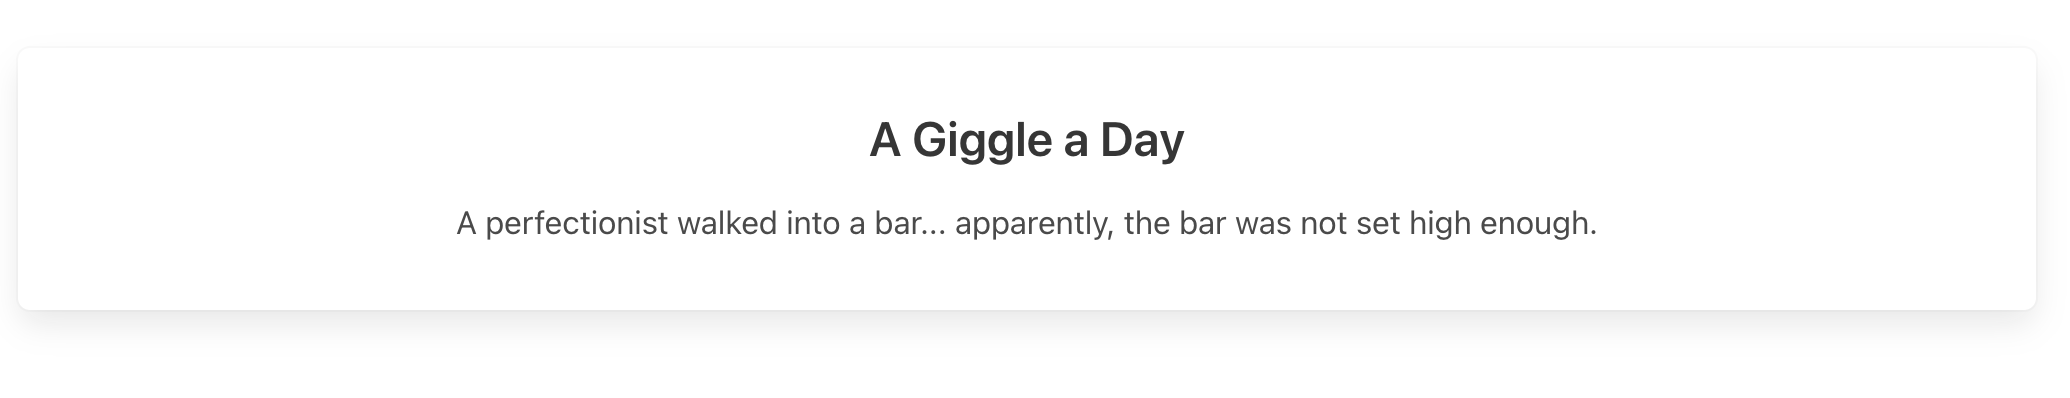 A Giggle a Day
A perfectionist walked into a bar... apparently, the bar was not set high enough.